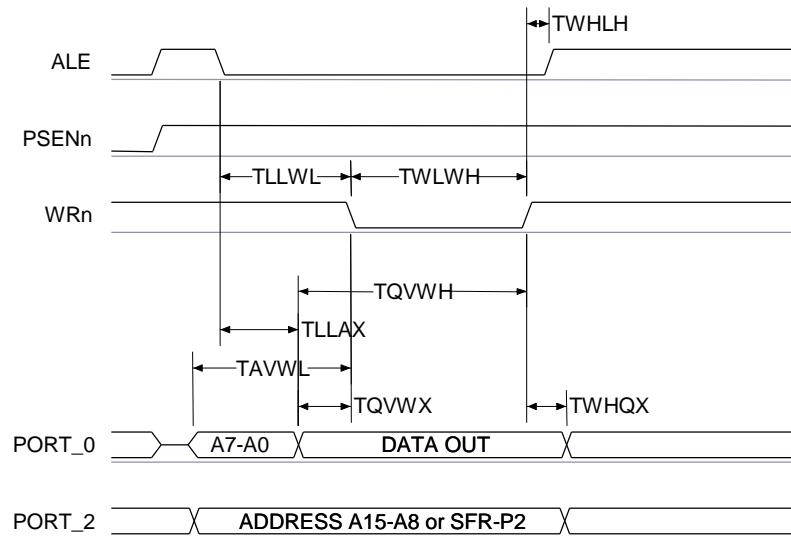 TWHLH
ALE
PSENn
TLLWL TWLWH
WRn
TQVWH
TLLAX
TAVWL
TQVWX TWHQX
PORT_0 A7-A0 DATA OUT
PORT_2 ADDRESS A15-A8 or SFR-P2